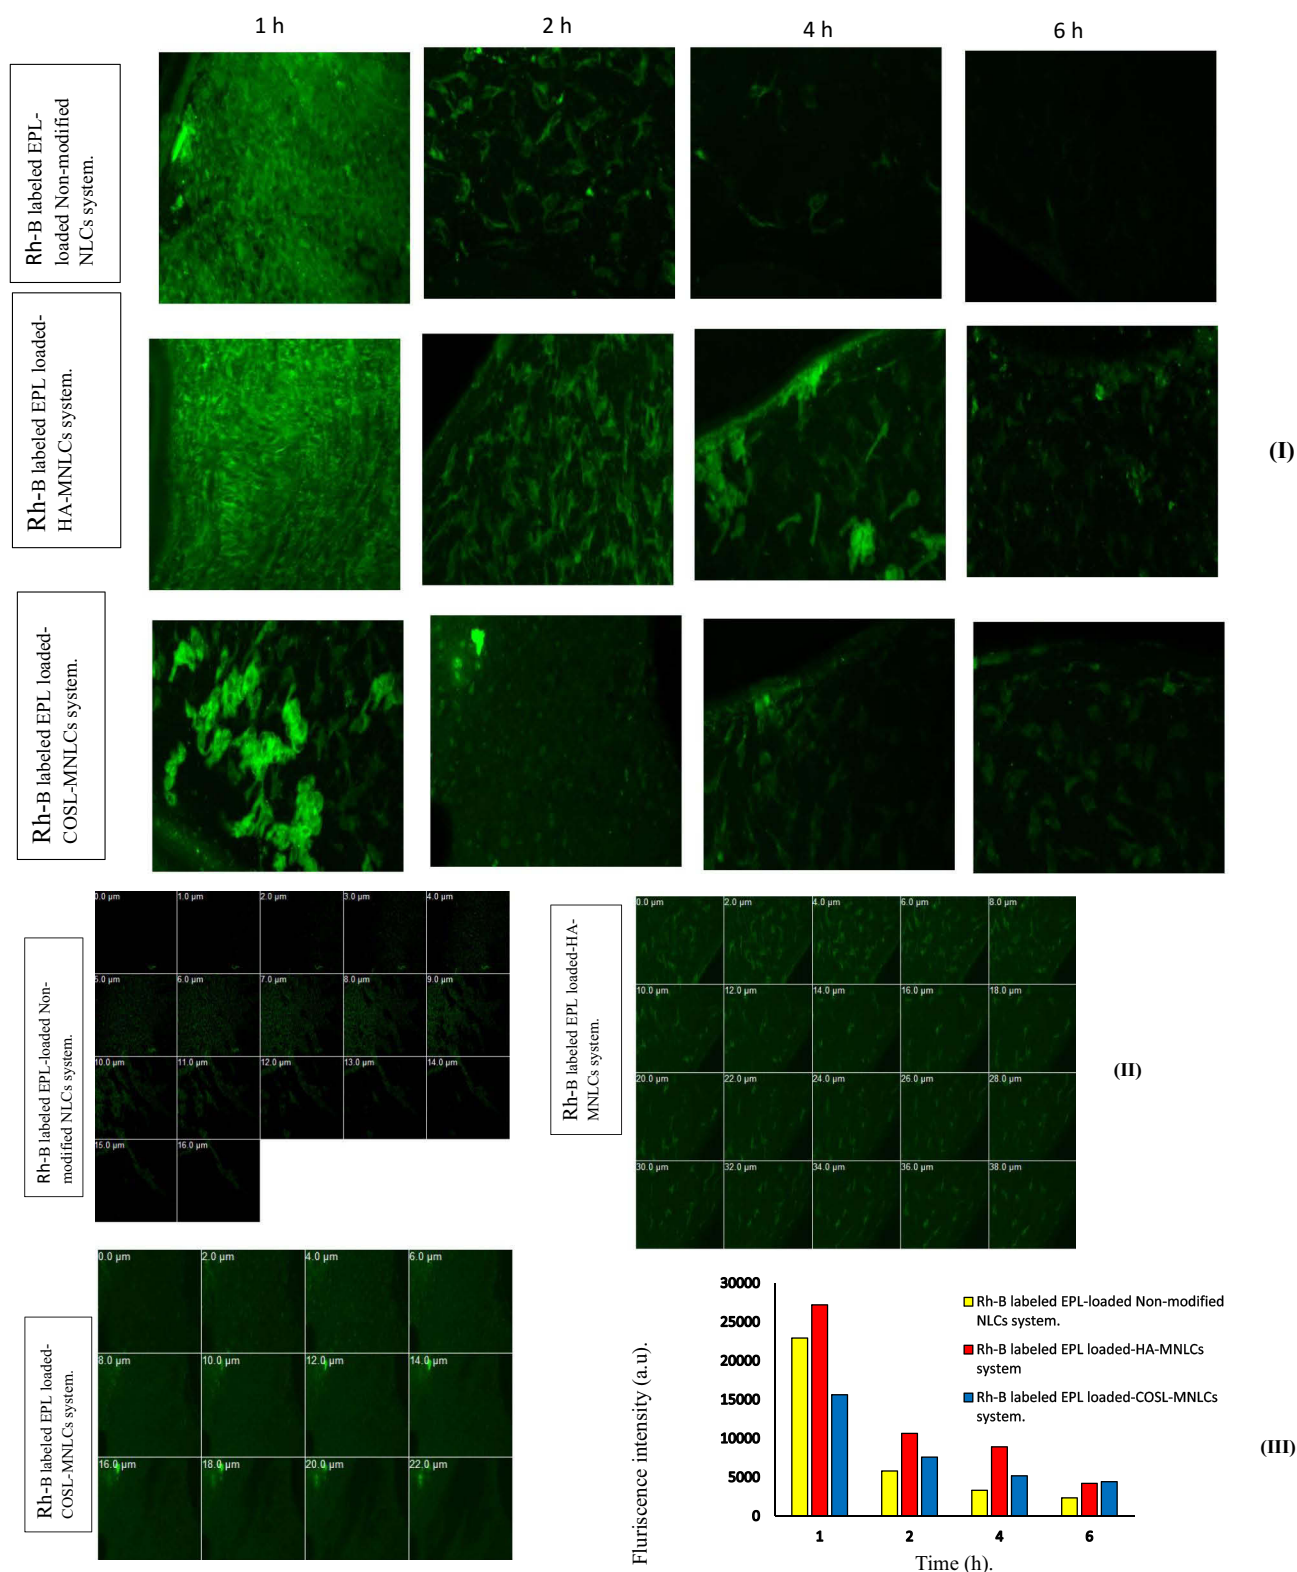 1 h
2 h
4 h
6 h
Rh-B labeled EPL-
loaded Non-modified
NLCs system.
Rh-B labeled EPL loaded-
HA-MNLCs system.
(I)
Rh-B labeled EPL loaded-
COSL-MNLCs system.
Rh-B labeled EPL-loaded Non-
modified NLCs system.
0.0 µm 1.0 µm 2.0 µm 3.0 µm 4.0 µm
5.0 µm 6.0 µm 7.0 µm 8.0 µm 9.0 µm
10.0 µm 11.0 µm 12.0 µm 13.0 µm 14.0 µm
15.0 µm 16.0 µm
Rh-B labeled EPL loaded-HA-
MNLCs system.
0.0 µm 2.0 µm 4.0 µm 6.0 µm 8.0 µm
10.0 µm 12.0 µm 14.0 µm 16.0 µm 18.0 µm
20.0 µm 22.0 µm 24.0 µm 26.0 µm 28.0 µm
30.0 µm 32.0 µm 34.0 µm 36.0 µm 38.0 µm
(II)
Rh-B labeled EPL loaded-
COSL-MNLCs system.
0.0 µm 2.0 µm 4.0 µm 6.0 µm
8.0 µm 10.0 µm 12.0 µm 14.0 µm
16.0 µm 18.0 µm 20.0 µm 22.0 µm
Fluriscence intensity (a.u).
30000
25000
20000
15000
10000
5000
0
Rh-B labeled EPL-loaded Non-modified
NLCs system.
Rh-B labeled EPL loaded-HA-MNLCs
system
Rh-B labeled EPL loaded-COSL-MNLCs
system.
1 2 4 6
Time (h).
(III)